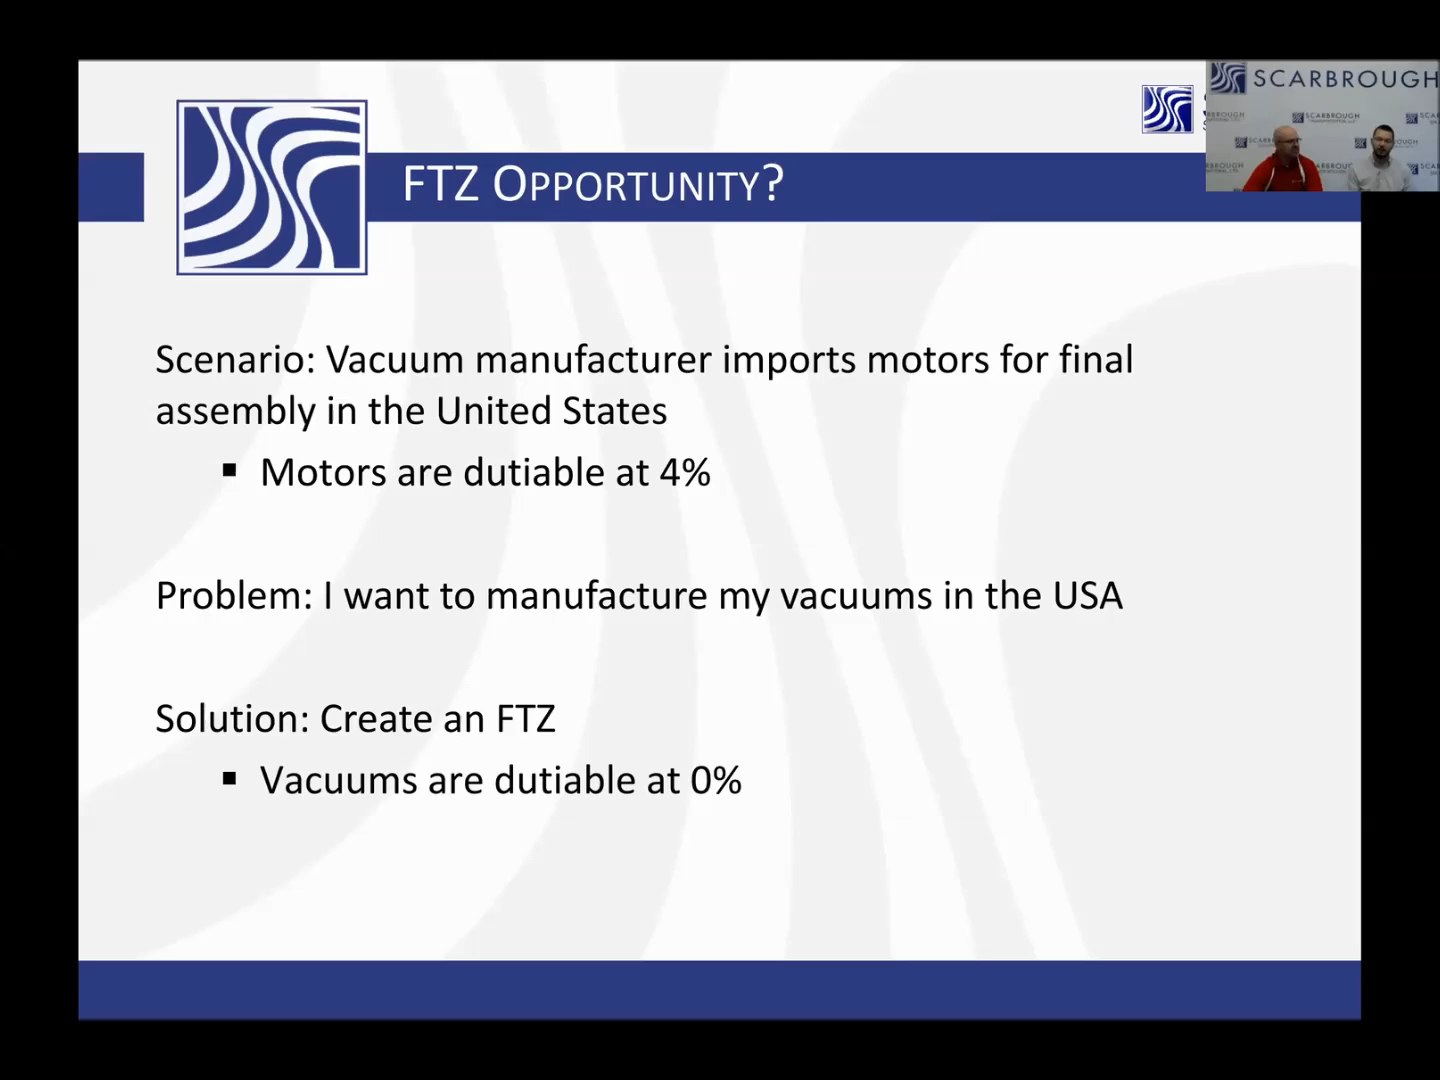 SCARBROUGH
FTZ OPPORTUNITY?
Scenario: Vacuum manufacturer imports motors for final
assembly in the United States
▪ Motors are dutiable at 4%
Problem: I want to manufacture my vacuums in the USA
Solution: Create an FTZ
▪ Vacuums are dutiable at 0%